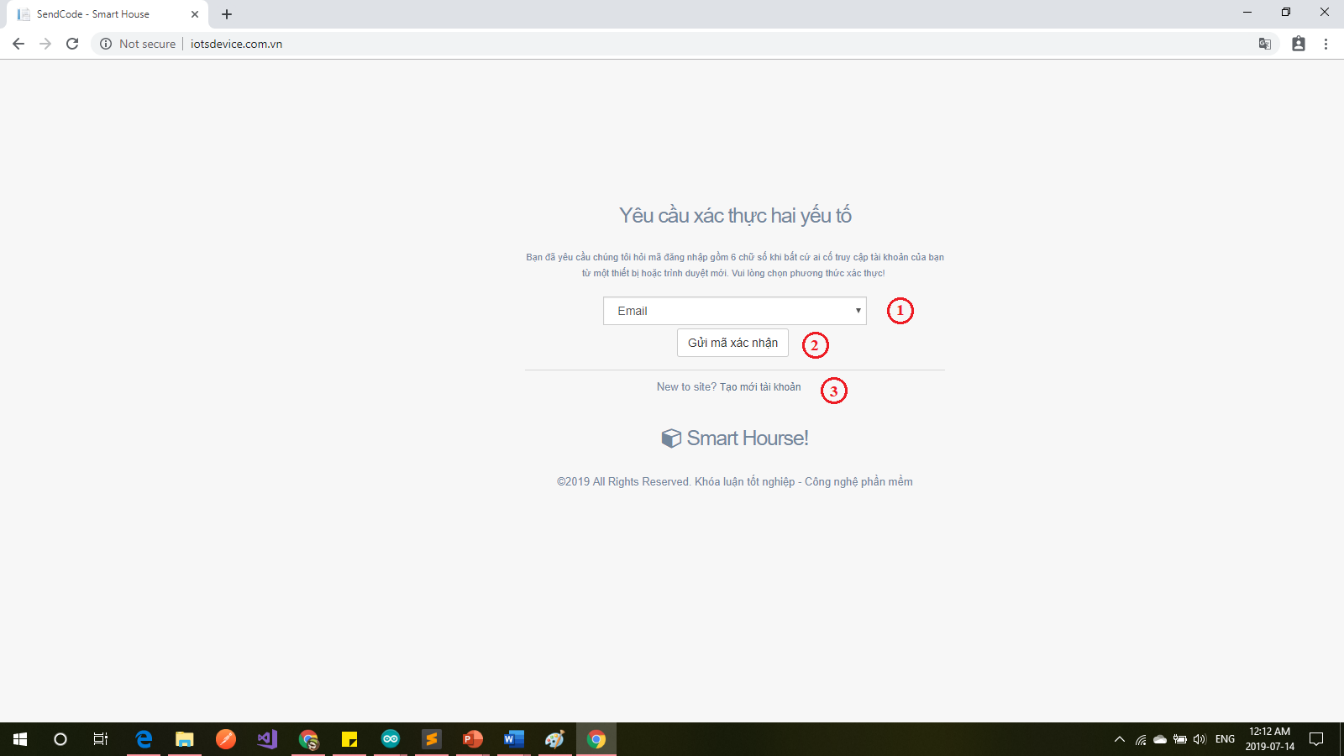 SendCode - Smart House
Not secure | iotsdevice.com.vn
Yêu cầu xác thực hai yếu tố
Bạn đã yêu cầu chúng tôi hỏi mã đăng nhập gồm 6 chữ số khi bất cứ ai cố truy cập tài khoản của bạn
từ một thiết bị hoặc trình duyệt mới. Vui lòng chọn phương thức xác thực!
Email
1
Gửi mã xác nhận
2
New to site? Tạo mới tài khoản
3
Smart Hourse!
©2019 All Rights Reserved. Khóa luận tốt nghiệp - Công nghệ phần mềm
ENG
12:12 AM
2019-07-14